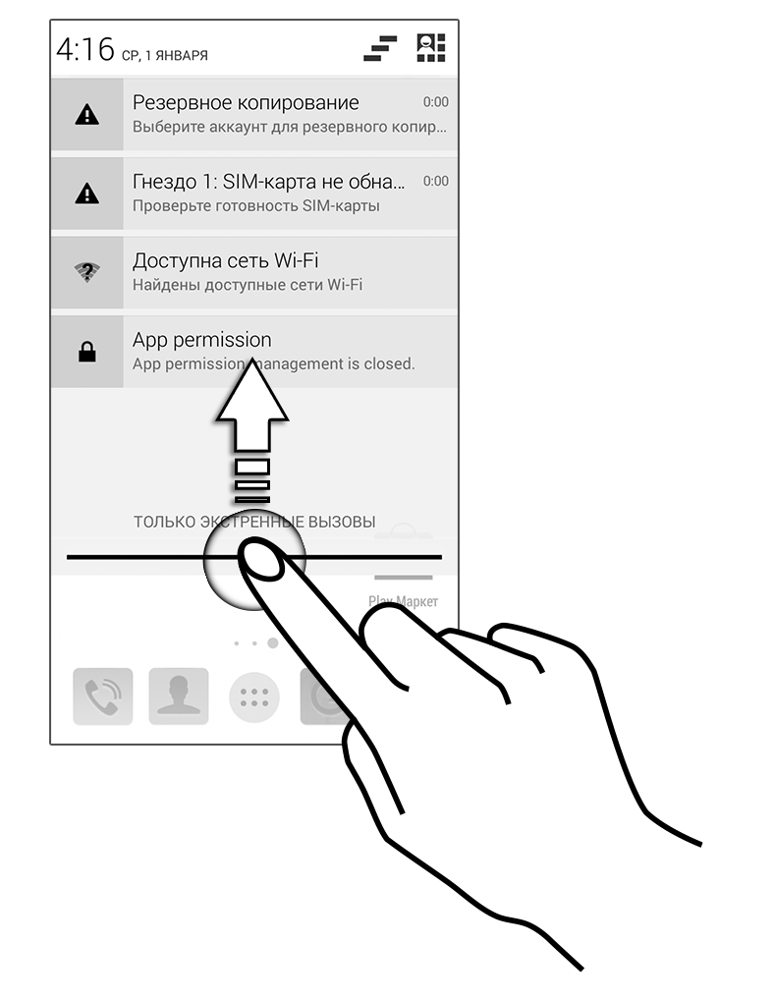 4:16 СР, 1 ЯНВАРЯ
Резервное копирование 0:00
Выберите аккаунт для резервного копир...
Гнездо 1: SIM-карта не обна... 0:00
Проверьте готовность SIM-карты
Доступна сеть Wi-Fi
Найдены доступные сети Wi-Fi
App permission
App permission management is closed.
ТОЛЬКО ЭКСТРЕННЫЕ ВЫЗОВЫ
Play Маркет